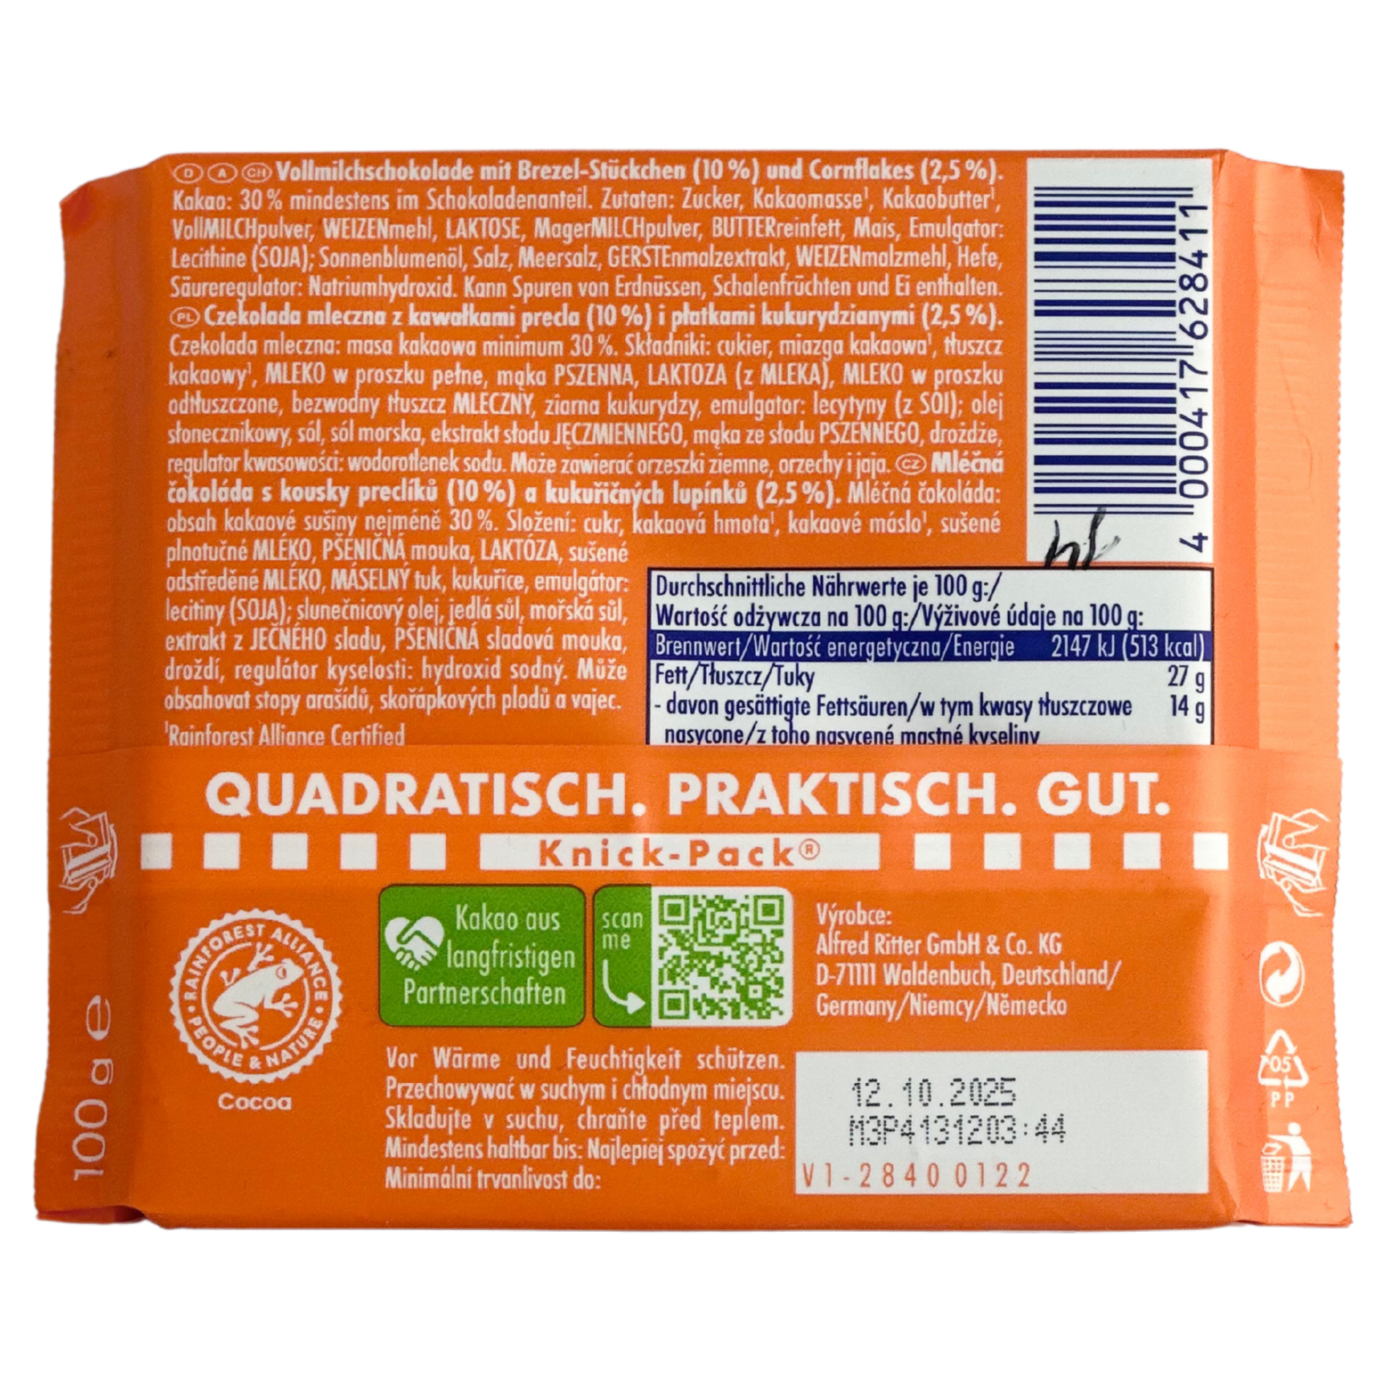 D A CH Vollmilchschokolade mit Brezel-Stückchen (10 %) und Cornflakes (2,5 %).
Kakao: 30 % mindestens im Schokoladenanteil. Zutaten: Zucker, Kakaomasse¹, Kakaobutter¹,
VollMILCHpulver, WEIZENmehl, LAKTOSE, MagerMILCHpulver, BUTTERreinfett, Mais, Emulgator:
Lecithine (SOJA); Sonnenblumenöl, Salz, Meersalz, GERSTEnmalzextrakt, WEIZENmalzmehl, Hefe,
Säureregulator: Natriumhydroxid. Kann Spuren von Erdnüssen, Schalenfrüchten und Ei enthalten.
PL Czekolada mleczna z kawałkami precla (10 %) i płatkami kukurydzianymi (2,5 %).
Czekolada mleczna: masa kakaowa minimum 30 %. Składniki: cukier, miazga kakaowa¹, tłuszcz
kakaowy¹, MLEKO w proszku pełne, mąka PSZENNA, LAKTOZA (z MLEKA), MLEKO w proszku
odtłuszczone, bezwodny tłuszcz MLECZNY, ziarna kukurydzy, emulgator: lecytyny (z SOI); olej
słonecznikowy, sól, sól morska, ekstrakt słodu JĘCZMIENNEGO, mąka ze słodu PSZENNEGO, drożdże,
regulator kwasowości: wodorotlenek sodu. Może zawierać orzeszki ziemne, orzechy i jaja. CZ Mléčná
čokoláda s kousky preclíků (10 %) a kukuřičných lupínků (2,5 %). Mléčná čokoláda:
obsah kakaové sušiny nejméně 30 %. Složení: cukr, kakaová hmota¹, kakaové máslo¹, sušené
plnotučné MLÉKO, PŠENIČNÁ mouka, LAKTÓZA, sušené
odstředěné MLÉKO, MÁSELNÝ tuk, kukuřice, emulgátor:
lecitiny (SOJA); slunečnicový olej, jedlá sůl, mořská sůl,
extrakt z JEČNÉHO sladu, PŠENIČNÁ sladová mouka,
droždí, regulátor kyselosti: hydroxid sodný. Může
obsahovat stopy arašídů, skořápkových plodů a vajec.
¹Rainforest Alliance Certified
4 000417 628411
Durchschnittliche Nährwerte je 100 g:/
Wartość odżywcza na 100 g:/Výživové údaje na 100 g:
Brennwert/Wartość energetyczna/Energie 2147 kJ (513 kcal)
Fett/Tłuszcz/Tuky 27 g
- davon gesättigte Fettsäuren/w tym kwasy tłuszczowe 14 g
nasycone/z toho nasycené mastné kyseliny
QUADRATISCH. PRAKTISCH. GUT.
Knick-Pack®
RAINFOREST ALLIANCE
PEOPLE & NATURE
Cocoa
Kakao aus
langfristigen
Partnerschaften
scan
me
Výrobce:
Alfred Ritter GmbH & Co. KG
D-71111 Waldenbuch, Deutschland/
Germany/Niemcy/Německo
Vor Wärme und Feuchtigkeit schützen.
Przechowywać w suchym i chłodnym miejscu.
Skladujte v suchu, chraňte před teplem.
Mindestens haltbar bis: Najlepiej spożyć przed:
Minimální trvanlivost do:
12.10.2025
M3P4131203:44
V1-2840 0122
100 g e
05
PP